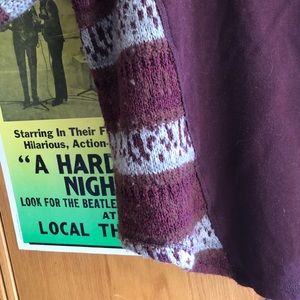 Starring In Their F
Hilarious, Action-
"A HARD
NIGH
LOOK FOR THE BEATLE
AT
LOCAL TH